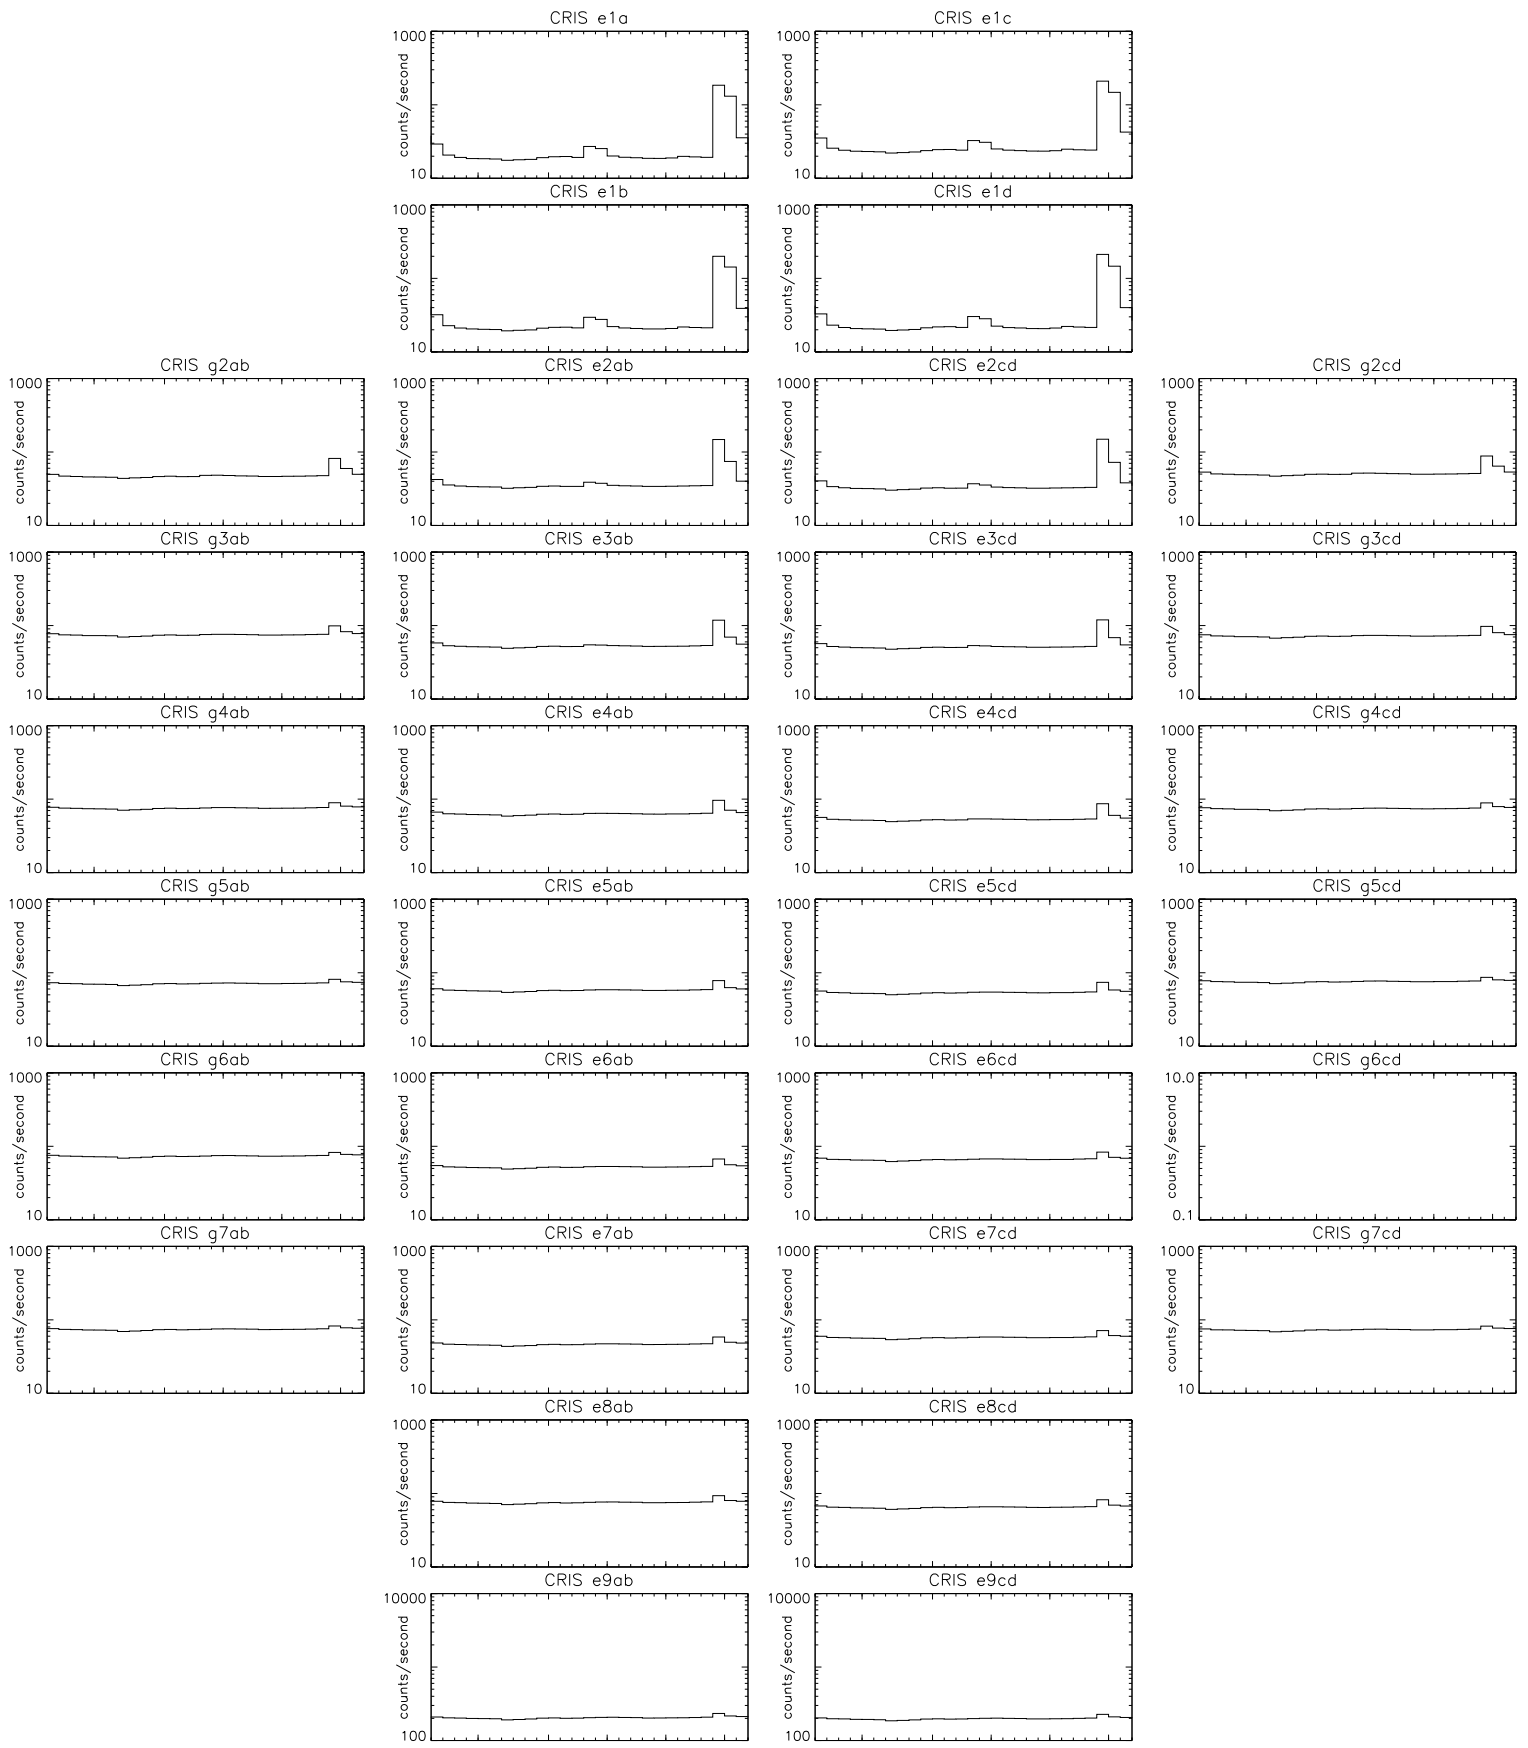 CRIS e1a
CRIS e1c
1000
counts/second
10
1000
counts/second
10
CRIS e1b
CRIS e1d
1000
counts/second
10
1000
counts/second
10
CRIS g2ab
CRIS e2ab
CRIS e2cd
CRIS g2cd
1000
counts/second
10
1000
counts/second
10
1000
counts/second
10
1000
counts/second
10
CRIS g3ab
CRIS e3ab
CRIS e3cd
CRIS g3cd
1000
counts/second
10
1000
counts/second
10
1000
counts/second
10
1000
counts/second
10
CRIS g4ab
CRIS e4ab
CRIS e4cd
CRIS g4cd
1000
counts/second
10
1000
counts/second
10
1000
counts/second
10
1000
counts/second
10
CRIS g5ab
CRIS e5ab
CRIS e5cd
CRIS g5cd
1000
counts/second
10
1000
counts/second
10
1000
counts/second
10
1000
counts/second
10
CRIS g6ab
CRIS e6ab
CRIS e6cd
CRIS g6cd
1000
counts/second
10
1000
counts/second
10
1000
counts/second
10
10.0
counts/second
0.1
CRIS g7ab
CRIS e7ab
CRIS e7cd
CRIS g7cd
1000
counts/second
10
1000
counts/second
10
1000
counts/second
10
1000
counts/second
10
CRIS e8ab
CRIS e8cd
1000
counts/second
10
1000
counts/second
10
CRIS e9ab
CRIS e9cd
10000
counts/second
100
10000
counts/second
100